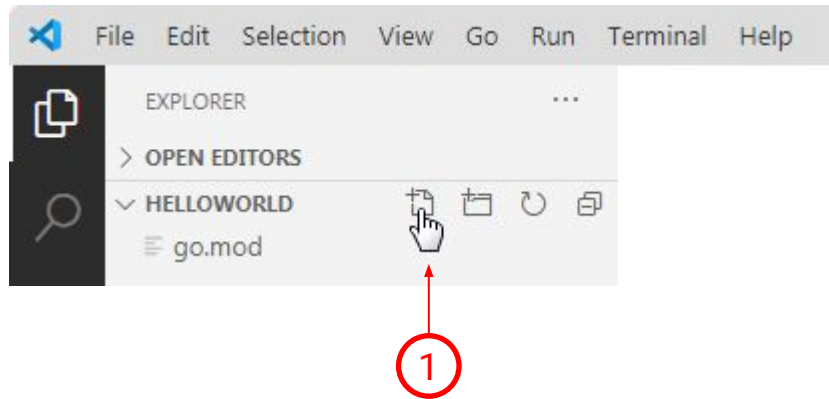 File Edit Selection View Go Run Terminal Help
EXPLORER ...
> OPEN EDITORS
HELLOWORLD
go.mod
1